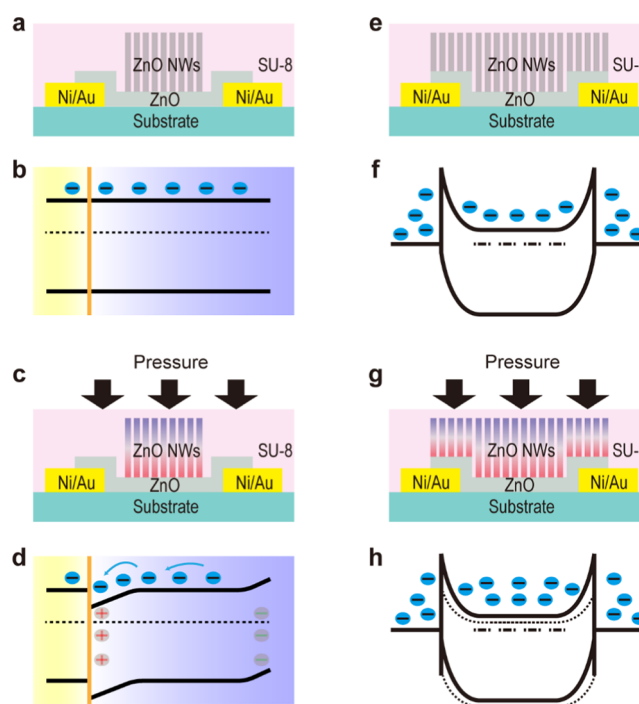 a
ZnO NWs
SU-8
Ni/Au
ZnO
Ni/Au
Substrate
e
ZnO NWs
SU-
Ni/Au
ZnO
Ni/Au
Substrate
b
f
Pressure
c
ZnO NWs
SU-8
Ni/Au
ZnO
Ni/Au
Substrate
Pressure
g
ZnO NWs
SU-
Ni/Au
ZnO
Ni/Au
Substrate
d
h